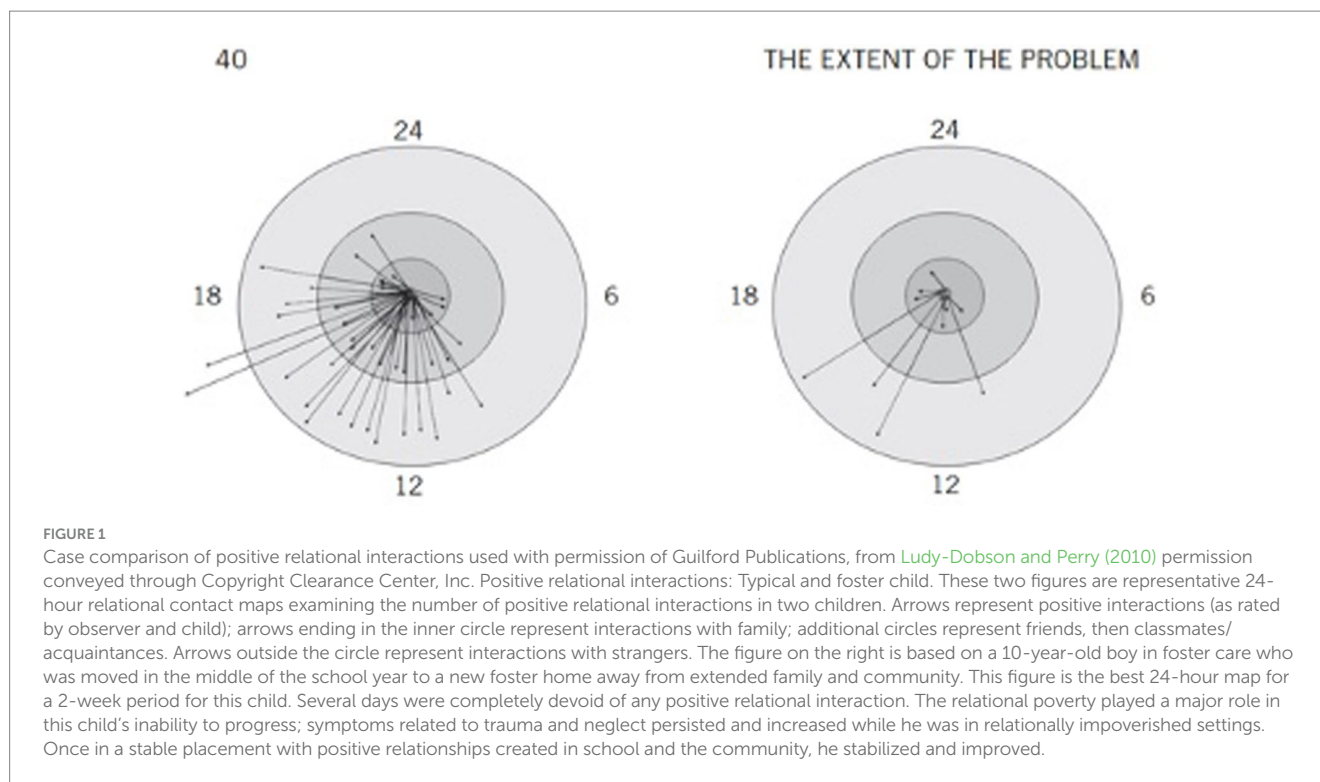 40
THE EXTENT OF THE PROBLEM
24
24
18
6
18
6
12
12
FIGURE 1
Case comparison of positive relational interactions used with permission of Guilford Publications, from Ludy-Dobson and Perry (2010) permission
conveyed through Copyright Clearance Center, Inc. Positive relational interactions: Typical and foster child. These two figures are representative 24-
hour relational contact maps examining the number of positive relational interactions in two children. Arrows represent positive interactions (as rated
by observer and child); arrows ending in the inner circle represent interactions with family; additional circles represent friends, then classmates/
acquaintances. Arrows outside the circle represent interactions with strangers. The figure on the right is based on a 10-year-old boy in foster care who
was moved in the middle of the school year to a new foster home away from extended family and community. This figure is the best 24-hour map for
a 2-week period for this child. Several days were completely devoid of any positive relational interaction. The relational poverty played a major role in
this child's inability to progress; symptoms related to trauma and neglect persisted and increased while he was in relationally impoverished settings.
Once in a stable placement with positive relationships created in school and the community, he stabilized and improved.